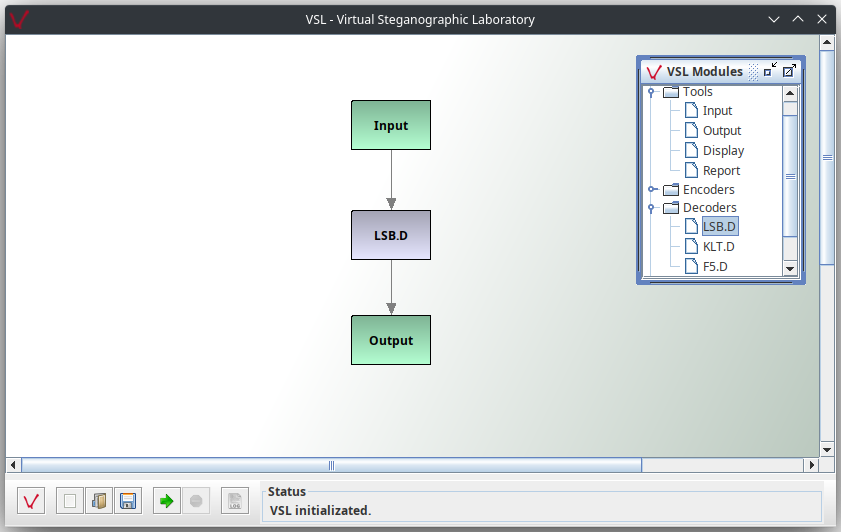 VSL - Virtual Steganographic Laboratory
Input
LSB.D
Output
VSL Modules
Tools
Input
Output
Display
Report
Encoders
Decoders
LSB.D
KLT.D
F5.D
LOG
Status
VSL initializated.